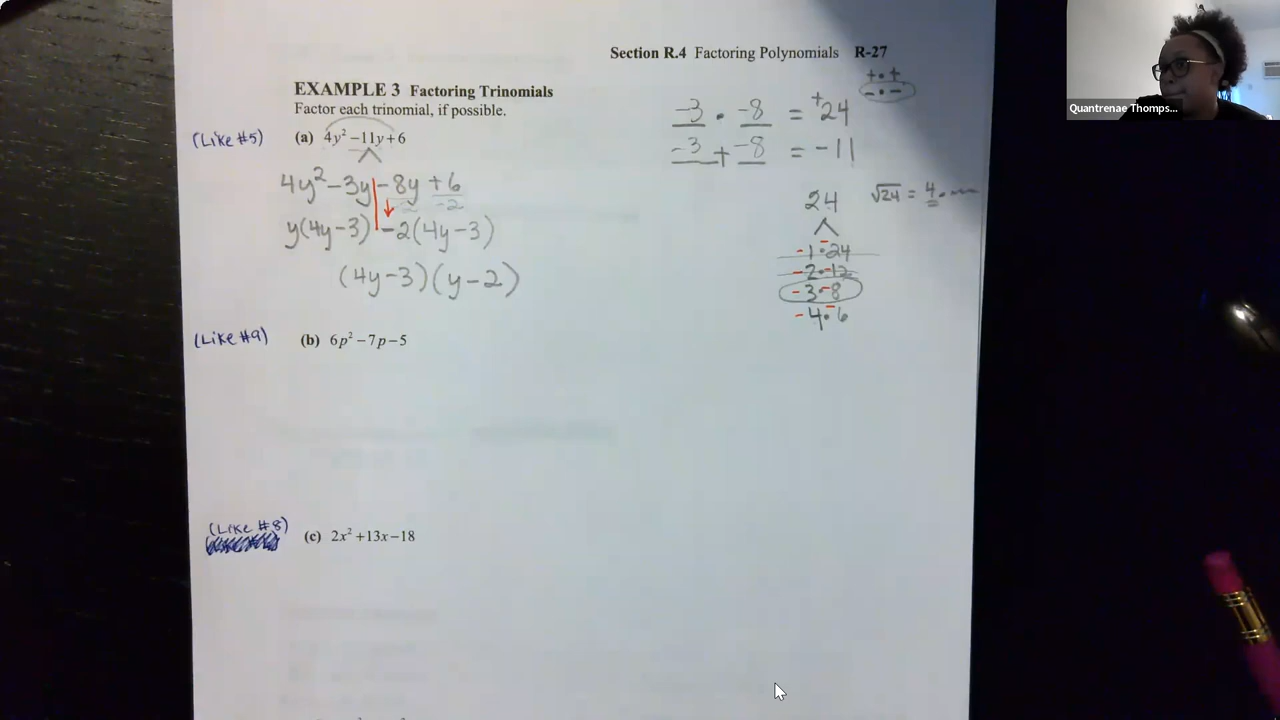 Section R.4 Factoring Polynomials R-27
EXAMPLE 3 Factoring Trinomials
Factor each trinomial, if possible.
(Like #5) (a) 4y² − 11y + 6
4y² − 3y | − 8y + 6
-2 -2
y(4y − 3) − 2(4y − 3)
(4y − 3)(y − 2)
+ • +
− • −
-3 • -8 = +24
-3 + -8 = -11
24
√24 = 4.
-1 • -24
-2 • -12
-3 • -8
-4 • -6
(Like #9) (b) 6p² − 7p − 5
(Like #8)
(c) 2x² + 13x − 18
Quantrenae Thomps...